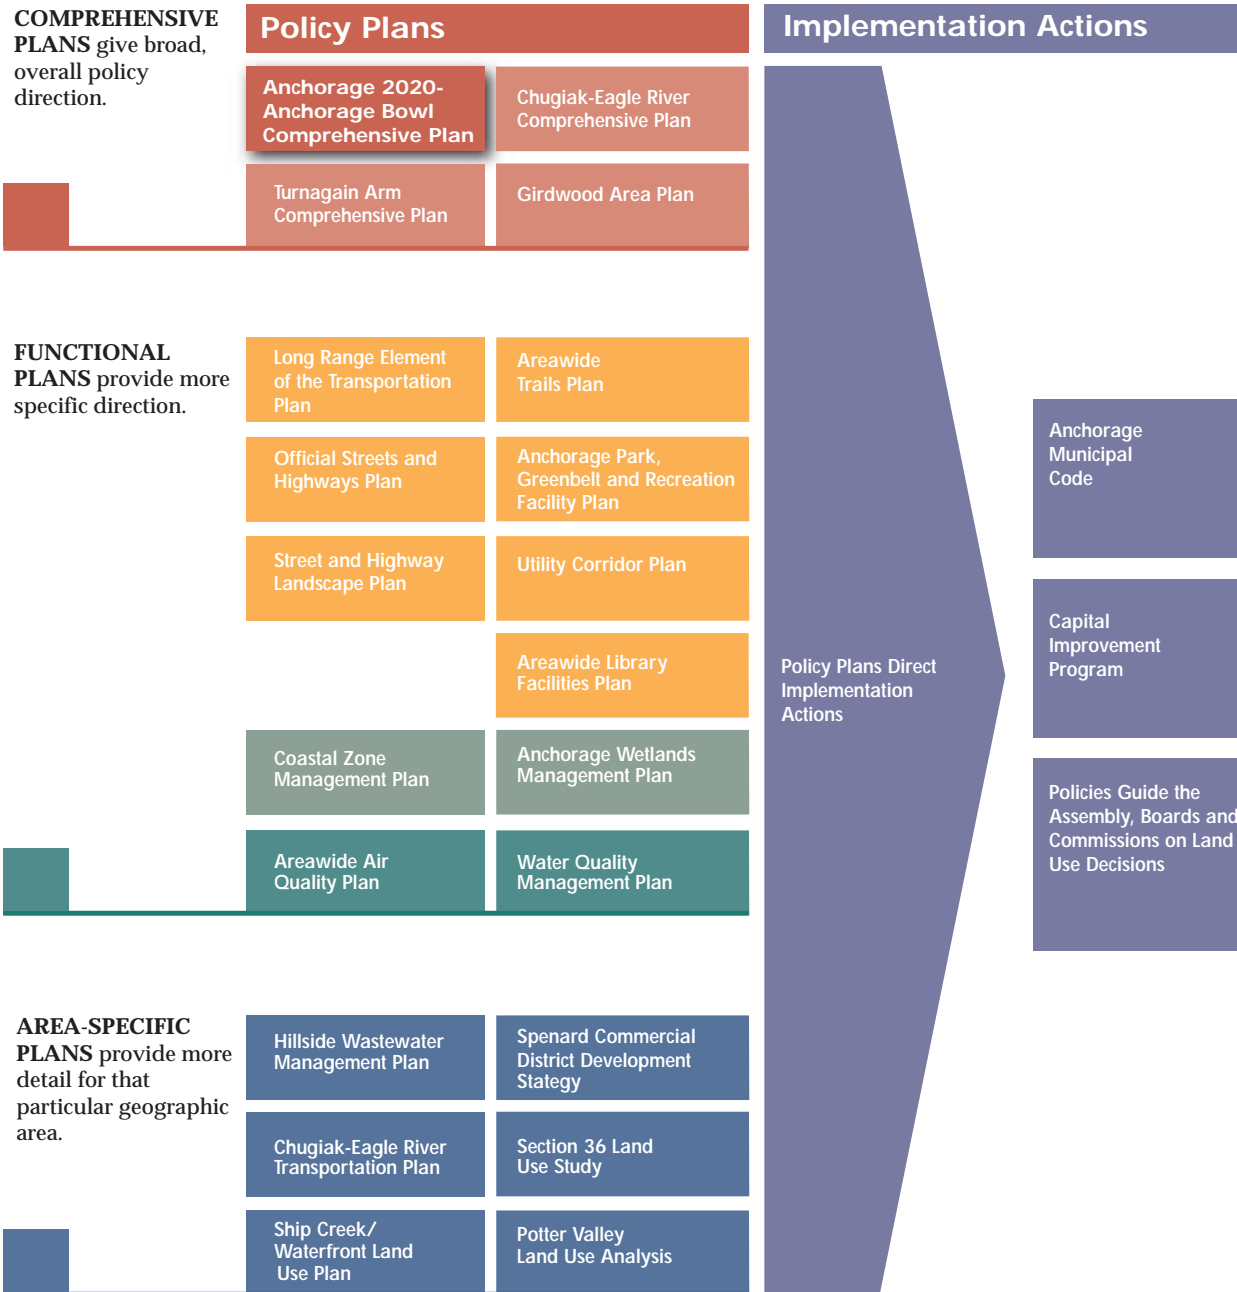 COMPREHENSIVE
PLANS give broad,
overall policy
direction.
Policy Plans
Anchorage 2020-
Anchorage Bowl
Comprehensive Plan
Chugiak-Eagle River
Comprehensive Plan
Turnagain Arm
Comprehensive Plan
Girdwood Area Plan
FUNCTIONAL
PLANS provide more
specific direction.
Long Range Element
of the Transportation
Plan
Areawide
Trails Plan
Official Streets and
Highways Plan
Anchorage Park,
Greenbelt and Recreation
Facility Plan
Street and Highway
Landscape Plan
Utility Corridor Plan
Areawide Library
Facilities Plan
Coastal Zone
Management Plan
Anchorage Wetlands
Management Plan
Areawide Air
Quality Plan
Water Quality
Management Plan
AREA-SPECIFIC
PLANS provide more
detail for that
particular geographic
area.
Hillside Wastewater
Management Plan
Spenard Commercial
District Development
Stategy
Chugiak-Eagle River
Transportation Plan
Section 36 Land
Use Study
Ship Creek/
Waterfront Land
Use Plan
Potter Valley
Land Use Analysis
Implementation Actions
Policy Plans Direct
Implementation
Actions
Anchorage
Municipal
Code
Capital
Improvement
Program
Policies Guide the
Assembly, Boards and
Commissions on Land
Use Decisions